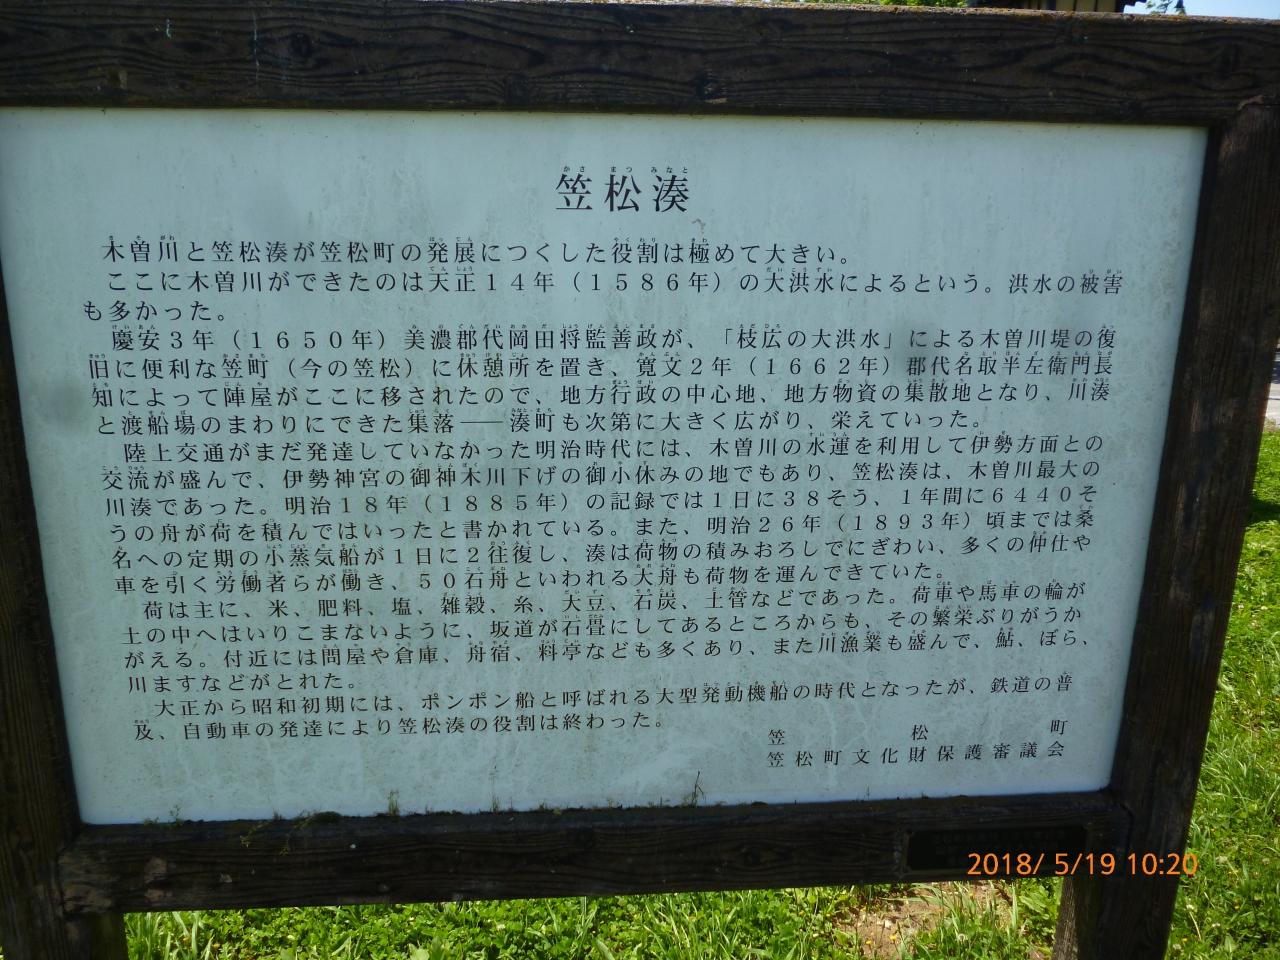 笠松湊
木曽川と笠松湊が笠松町の発展につくした役割は極めて大きい。
ここに木曽川ができたのは天正14年（1586年）の大洪水によるという。洪水の被害
も多かった。
慶安3年（1650年）美濃郡代岡田将監善政が、「枝広の大洪水」による木曽川堤の復
旧に便利な笠町（今の笠松）に休憩所を置き、寛文2年（1662年）郡代名取半左衛門長
知によって陣屋がここに移されたので、地方行政の中心地、地方物資の集散地となり、川湊
と渡船場のまわりにできた集落――湊町も次第に大きく広がり、栄えていった。
陸上交通がまだ発達していなかった明治時代には、木曽川の水運を利用して伊勢方面との
交流が盛んで、伊勢神宮の御神木川下げの御小休みの地でもあり、笠松湊は、木曽川最大の
川湊であった。明治18年（1885年）の記録では1日に38そう、1年間に6440そ
うの舟が荷を積んではいったと書かれている。また、明治26年（1893年）頃までは桑
名への定期の小蒸気船が1日に2往復し、湊は荷物の積みおろしでにぎわい、多くの仲仕や
車を引く労働者らが働き、50石舟といわれる大舟も荷物を運んできていた。
荷は主に、米、肥料、塩、雑穀、糸、大豆、石炭、土管などであった。荷車や馬車の輪が
土の中へはいりこまないように、坂道が石畳にしてあるところからも、その繁栄ぶりがうか
がえる。付近には問屋や倉庫、舟宿、料亭なども多くあり、また川漁業も盛んで、鮎、ぼら、
川ますなどがとれた。
大正から昭和初期には、ポンポン船と呼ばれる大型発動機船の時代となったが、鉄道の普
及、自動車の発達により笠松湊の役割は終わった。
笠松町
笠松町文化財保護審議会
2018/ 5/19 10:20